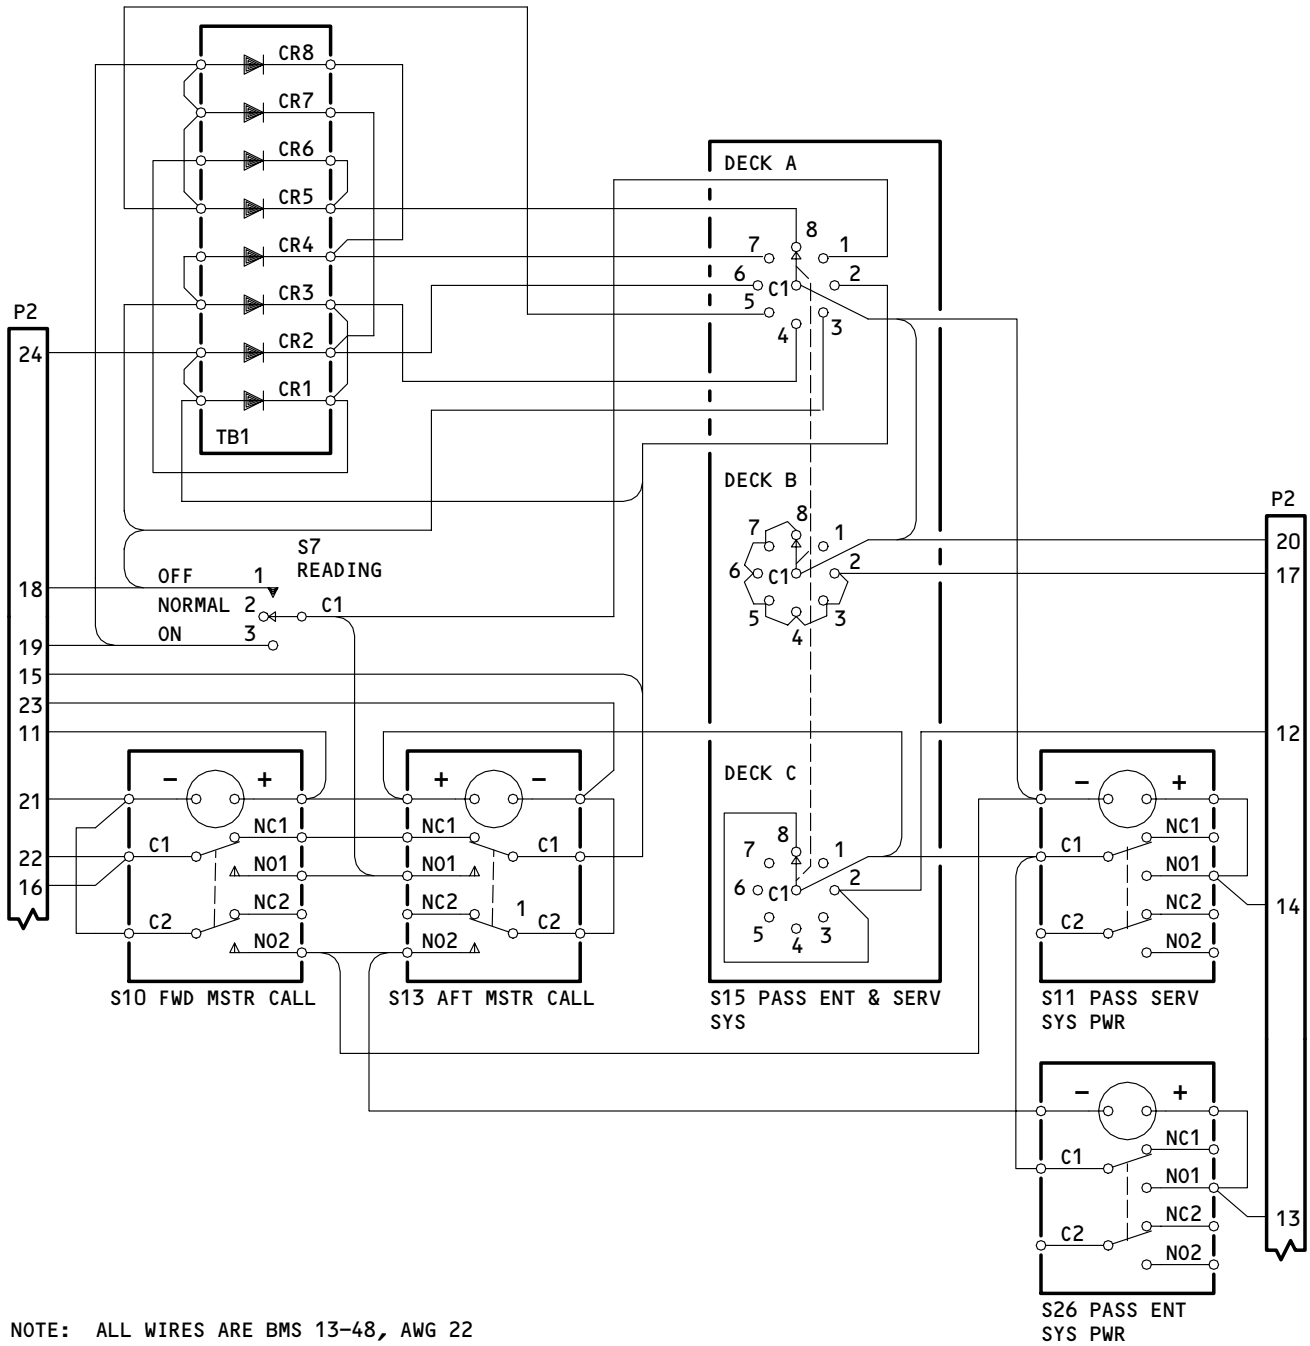 CR8
CR7
CR6
CR5
CR4
CR3
CR2
CR1
TB1
P2
24
18
19
15
23
11
21
22
16
S7
READING
OFF 1
NORMAL 2 C1
ON 3
DECK A
8
7 1
6 C1 2
5 3
4
DECK B
8
7 1
6 C1 2
5 3
4
DECK C
8
7 1
6 C1 2
5 3
4
S15 PASS ENT & SERV
SYS
- +
NC1
C1
NO1
NC2
C2
NO2
S10 FWD MSTR CALL
+ -
NC1
C1
NO1
NC2 1
C2
NO2
S13 AFT MSTR CALL
- +
NC1
C1
NO1
NC2
C2
NO2
S11 PASS SERV
SYS PWR
- +
NC1
C1
NO1
NC2
C2
NO2
S26 PASS ENT
SYS PWR
P2
20
17
12
14
13
NOTE: ALL WIRES ARE BMS 13-48, AWG 22